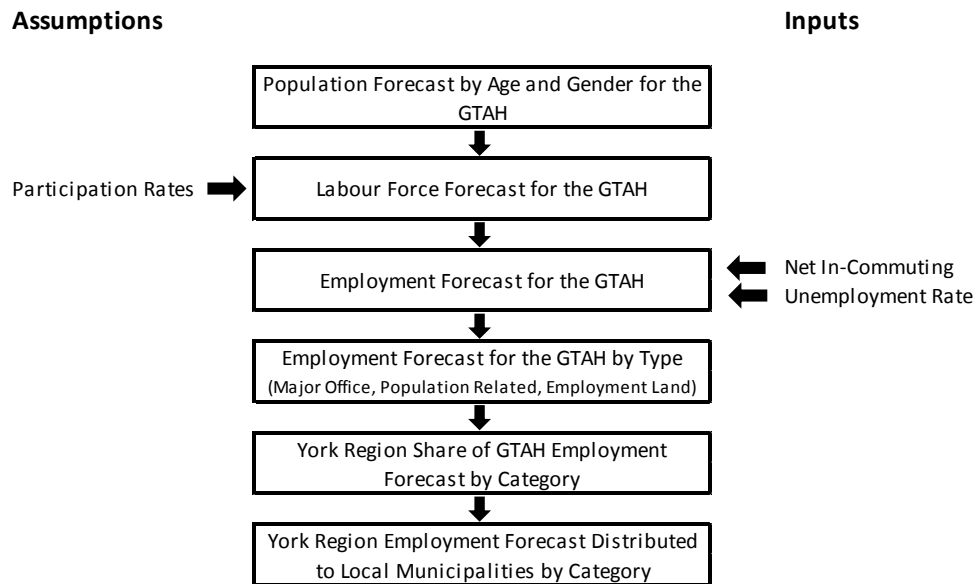 Assumptions
Inputs
Population Forecast by Age and Gender for the
GTAH
Participation Rates
Labour Force Forecast for the GTAH
Employment Forecast for the GTAH
Net In-Commuting
Unemployment Rate
Employment Forecast for the GTAH by Type
(Major Office, Population Related, Employment Land)
York Region Share of GTAH Employment
Forecast by Category
York Region Employment Forecast Distributed
to Local Municipalities by Category